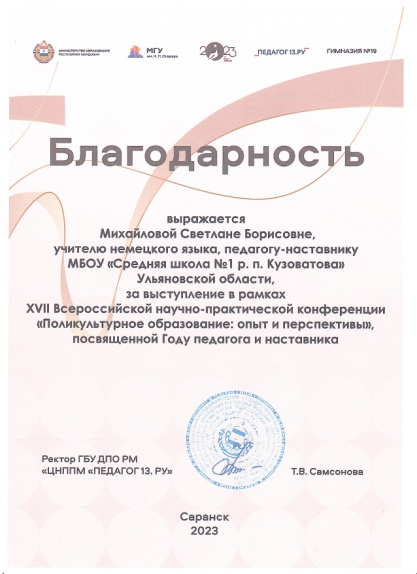 МИНИСТЕРСТВО ОБРАЗОВАНИЯ
РЕСПУБЛИКИ МОРДОВИЯ
МГУ
им. Н. П. Огарёва
2023
_ПЕДАГОГ 13.РУ
ГИМНАЗИЯ №19
Благодарность
выражается
Михайловой Светлане Борисовне,
учителю немецкого языка, педагогу-наставнику
МБОУ «Средняя школа №1 р. п. Кузоватова»
Ульяновской области,
за выступление в рамках
XVII Всероссийской научно-практической конференции
«Поликультурное образование: опыт и перспективы»,
посвященной Году педагога и наставника
Ректор ГБУ ДПО РМ
«ЦНППМ «ПЕДАГОГ 13. РУ»
Т.В. Самсонова
Саранск
2023